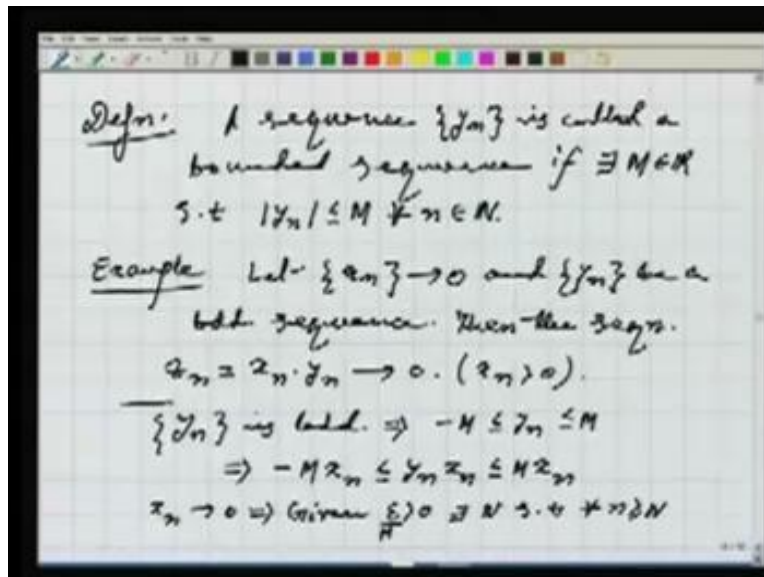 Defn. A sequence {yₙ} is called a
bounded sequence if ∃ M ∈ R
s.t |yₙ| ≤ M ∀ n ∈ N.
Example Let {xₙ} → 0 and {yₙ} be a
bdd sequence. Then the seqn.
zₙ = xₙ · yₙ → 0. (xₙ > 0).
{yₙ} is bdd. ⇒ -M ≤ yₙ ≤ M
⇒ -M xₙ ≤ yₙ xₙ ≤ M xₙ
xₙ → 0 ⇒ Given ε/M > 0 ∃ N s.t ∀ n ≥ N